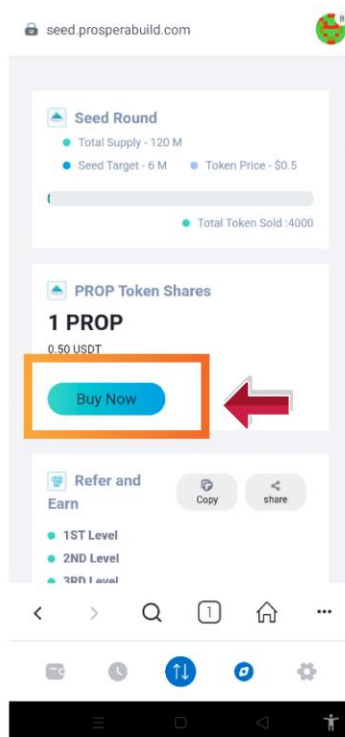 seed.prosperabuild.com
B
Seed Round
Total Supply - 120 M
Seed Target - 6 M
Token Price - $0.5
Total Token Sold :4000
PROP Token Shares
1 PROP
0.50 USDT
Buy Now
Refer and
Earn
Copy
share
1ST Level
2ND Level
3RD Level
1